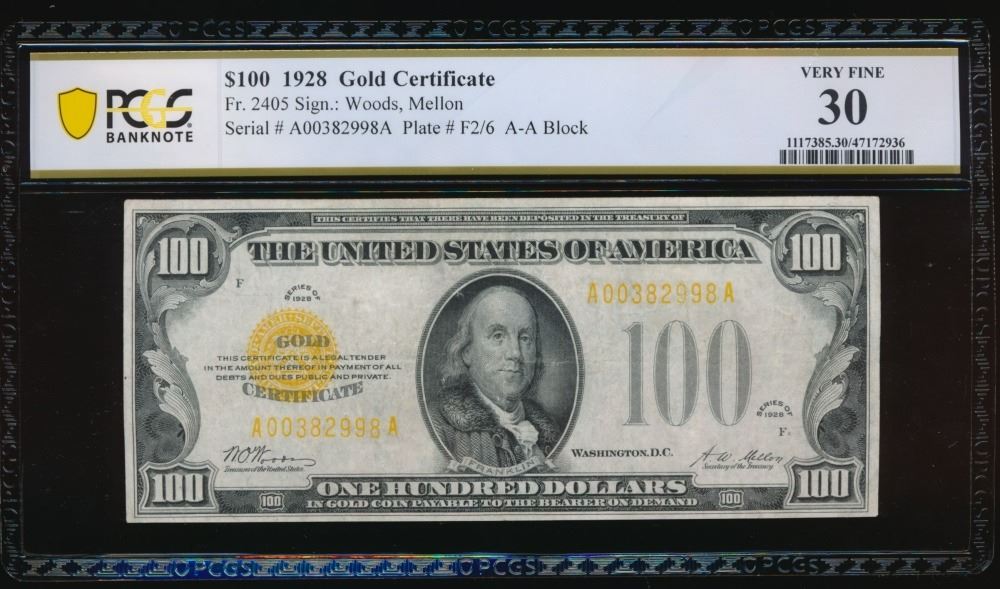 PCGS
BANKNOTE
$100 1928 Gold Certificate
Fr. 2405 Sign.: Woods, Mellon
Serial # A00382998A Plate # F2/6 A-A Block
VERY FINE
30
1117385.30/47172936
THIS CERTIFIES THAT THERE HAVE BEEN DEPOSITED IN THE TREASURY OF
100 THE UNITED STATES OF AMERICA 100
F
SERIES OF
1928
A00382998A
GOLD
THIS CERTIFICATE IS A LEGAL TENDER
IN THE AMOUNT THEREOF IN PAYMENT OF ALL
DEBTS AND DUES PUBLIC AND PRIVATE.
CERTIFICATE
100
SERIES OF
1928
F
A00382998A
WASHINGTON, D.C.
W.O. Woods
Treasurer of the United States.
FRANKLIN
A. W. Mellon
Secretary of the Treasury.
100 ONE HUNDRED DOLLARS 100
100 IN GOLD COIN PAYABLE TO THE BEARER ON DEMAND 100
PCGS